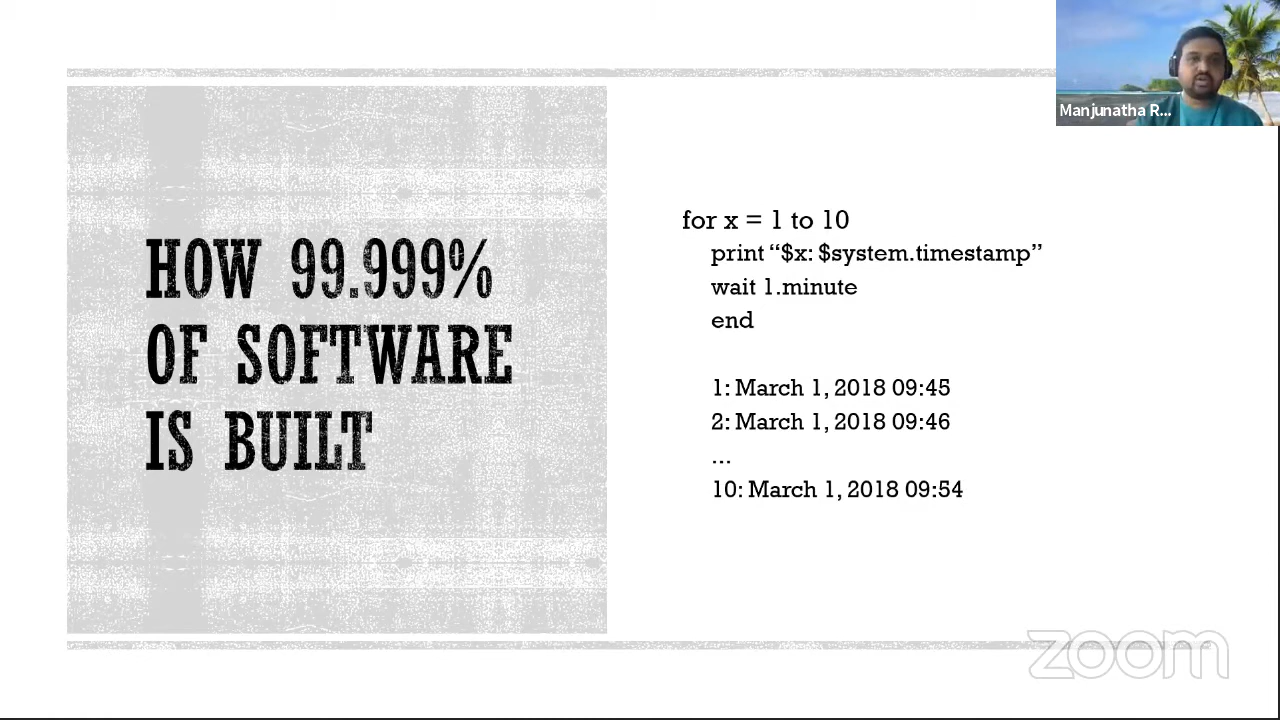 Manjunatha R...
HOW 99.999%
OF SOFTWARE
IS BUILT
for x = 1 to 10
print “$x: $system.timestamp”
wait 1.minute
end
1: March 1, 2018 09:45
2: March 1, 2018 09:46
...
10: March 1, 2018 09:54
zoom